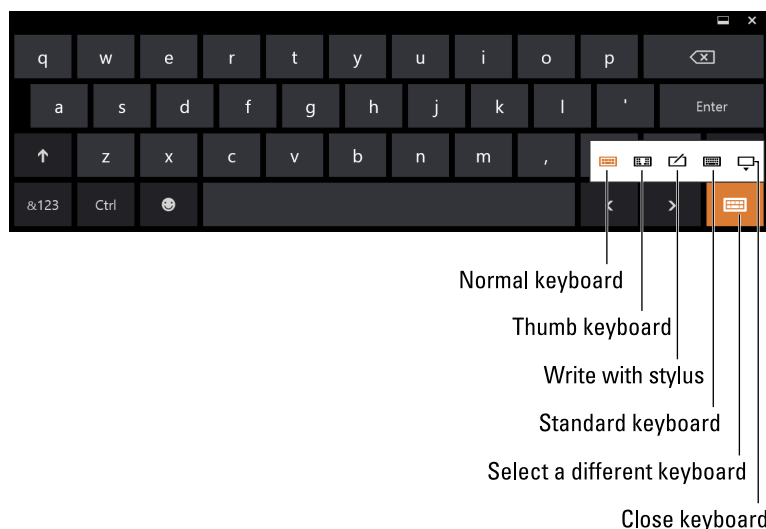 q w e r t y u i o p
a s d f g h j k l ' Enter
z x c v b n m ,
&123 Ctrl < >
Normal keyboard
Thumb keyboard
Write with stylus
Standard keyboard
Select a different keyboard
Close keyboard